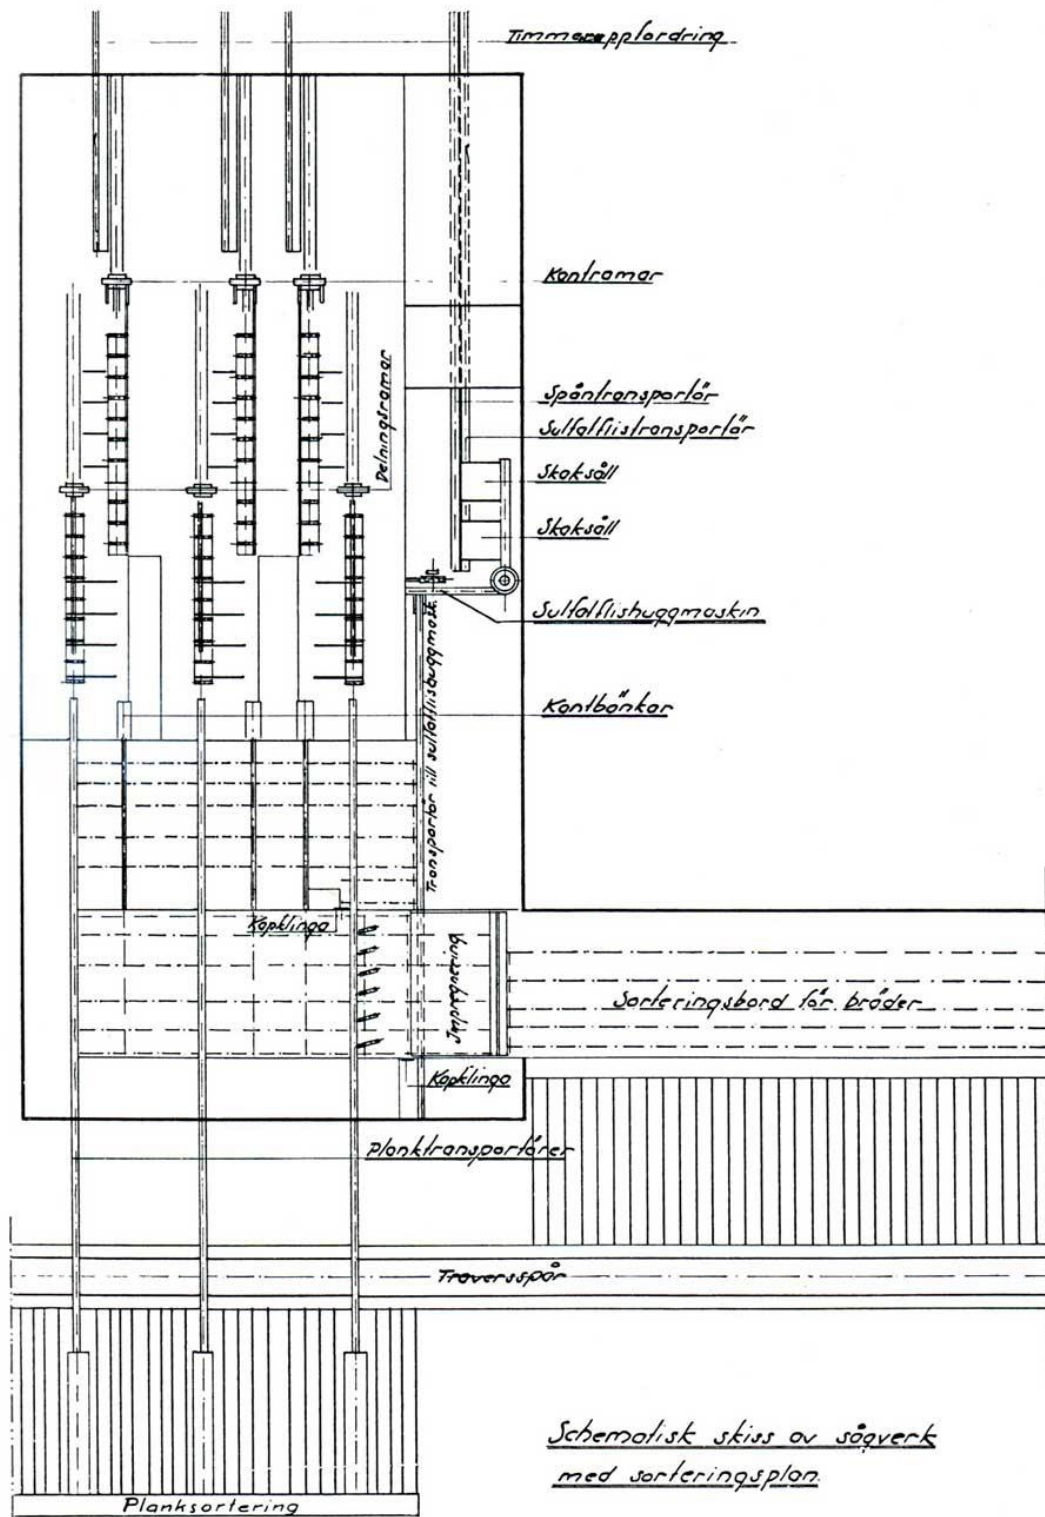 Timmeruppfordring
Kantramar
Delningsramar
Spåntransportör
Sulfatflistransportör
Skaksåll
Skaksåll
Sulfatflishuggmaskin
Transportör till sulfatflishuggmask.
Kantbänkar
Kapklinga
Impregnering
Sorteringsbord för bräder
Kapklinga
Planktransportörer
Traversspår
Schematisk skiss av sågverk
med sorteringsplan.
Planksortering